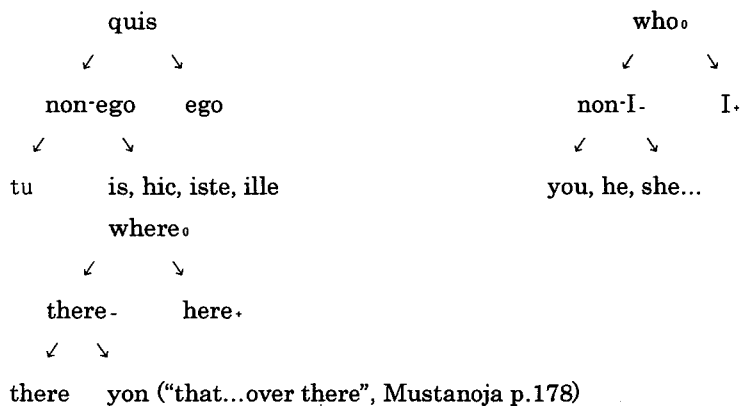 quis who₀
↙ ↘ ↙ ↘
non-ego ego non-I- I₊
↙ ↘ ↙ ↘
tu is, hic, iste, ille you, he, she...
where₀
↙ ↘
there- here₊
↙ ↘
there yon ("that...over there", Mustanoja p.178)